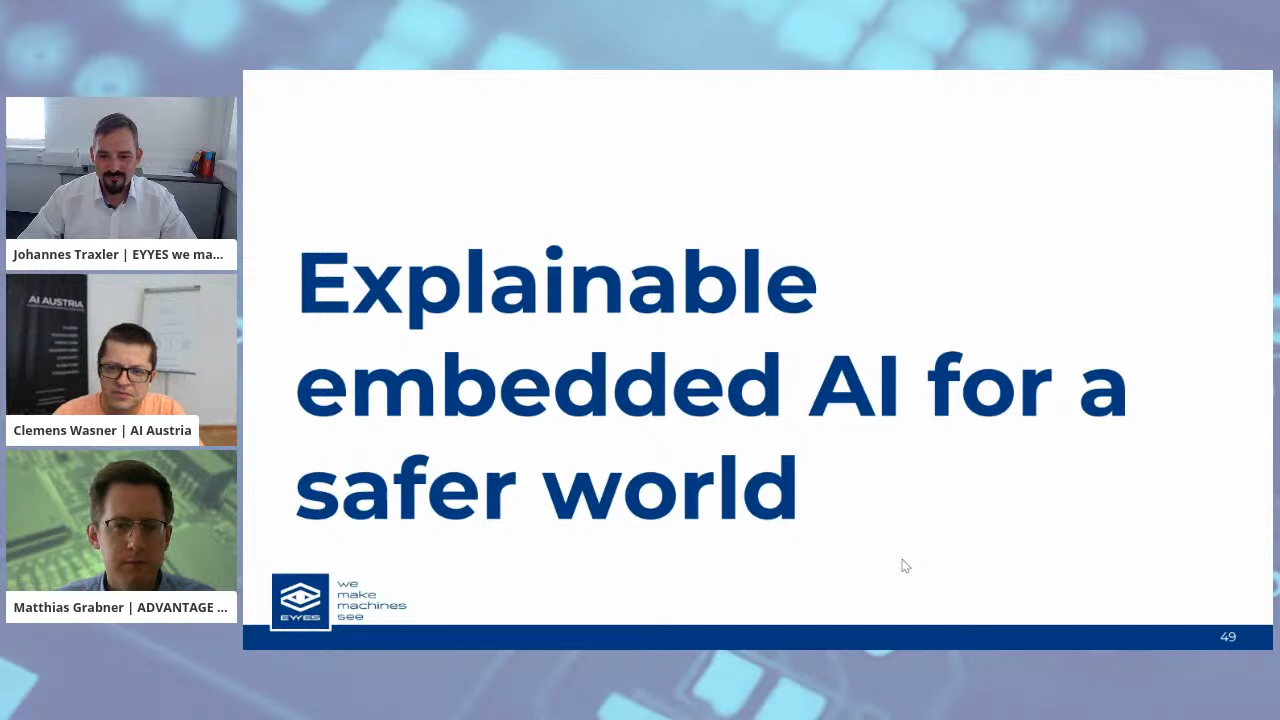 Johannes Traxler | EYYES we ma...
AI AUSTRIA
Clemens Wasner | AI Austria
Matthias Grabner | ADVANTAGE ...
Explainable
embedded AI for a
safer world
EYYES
we
make
machines
see
49